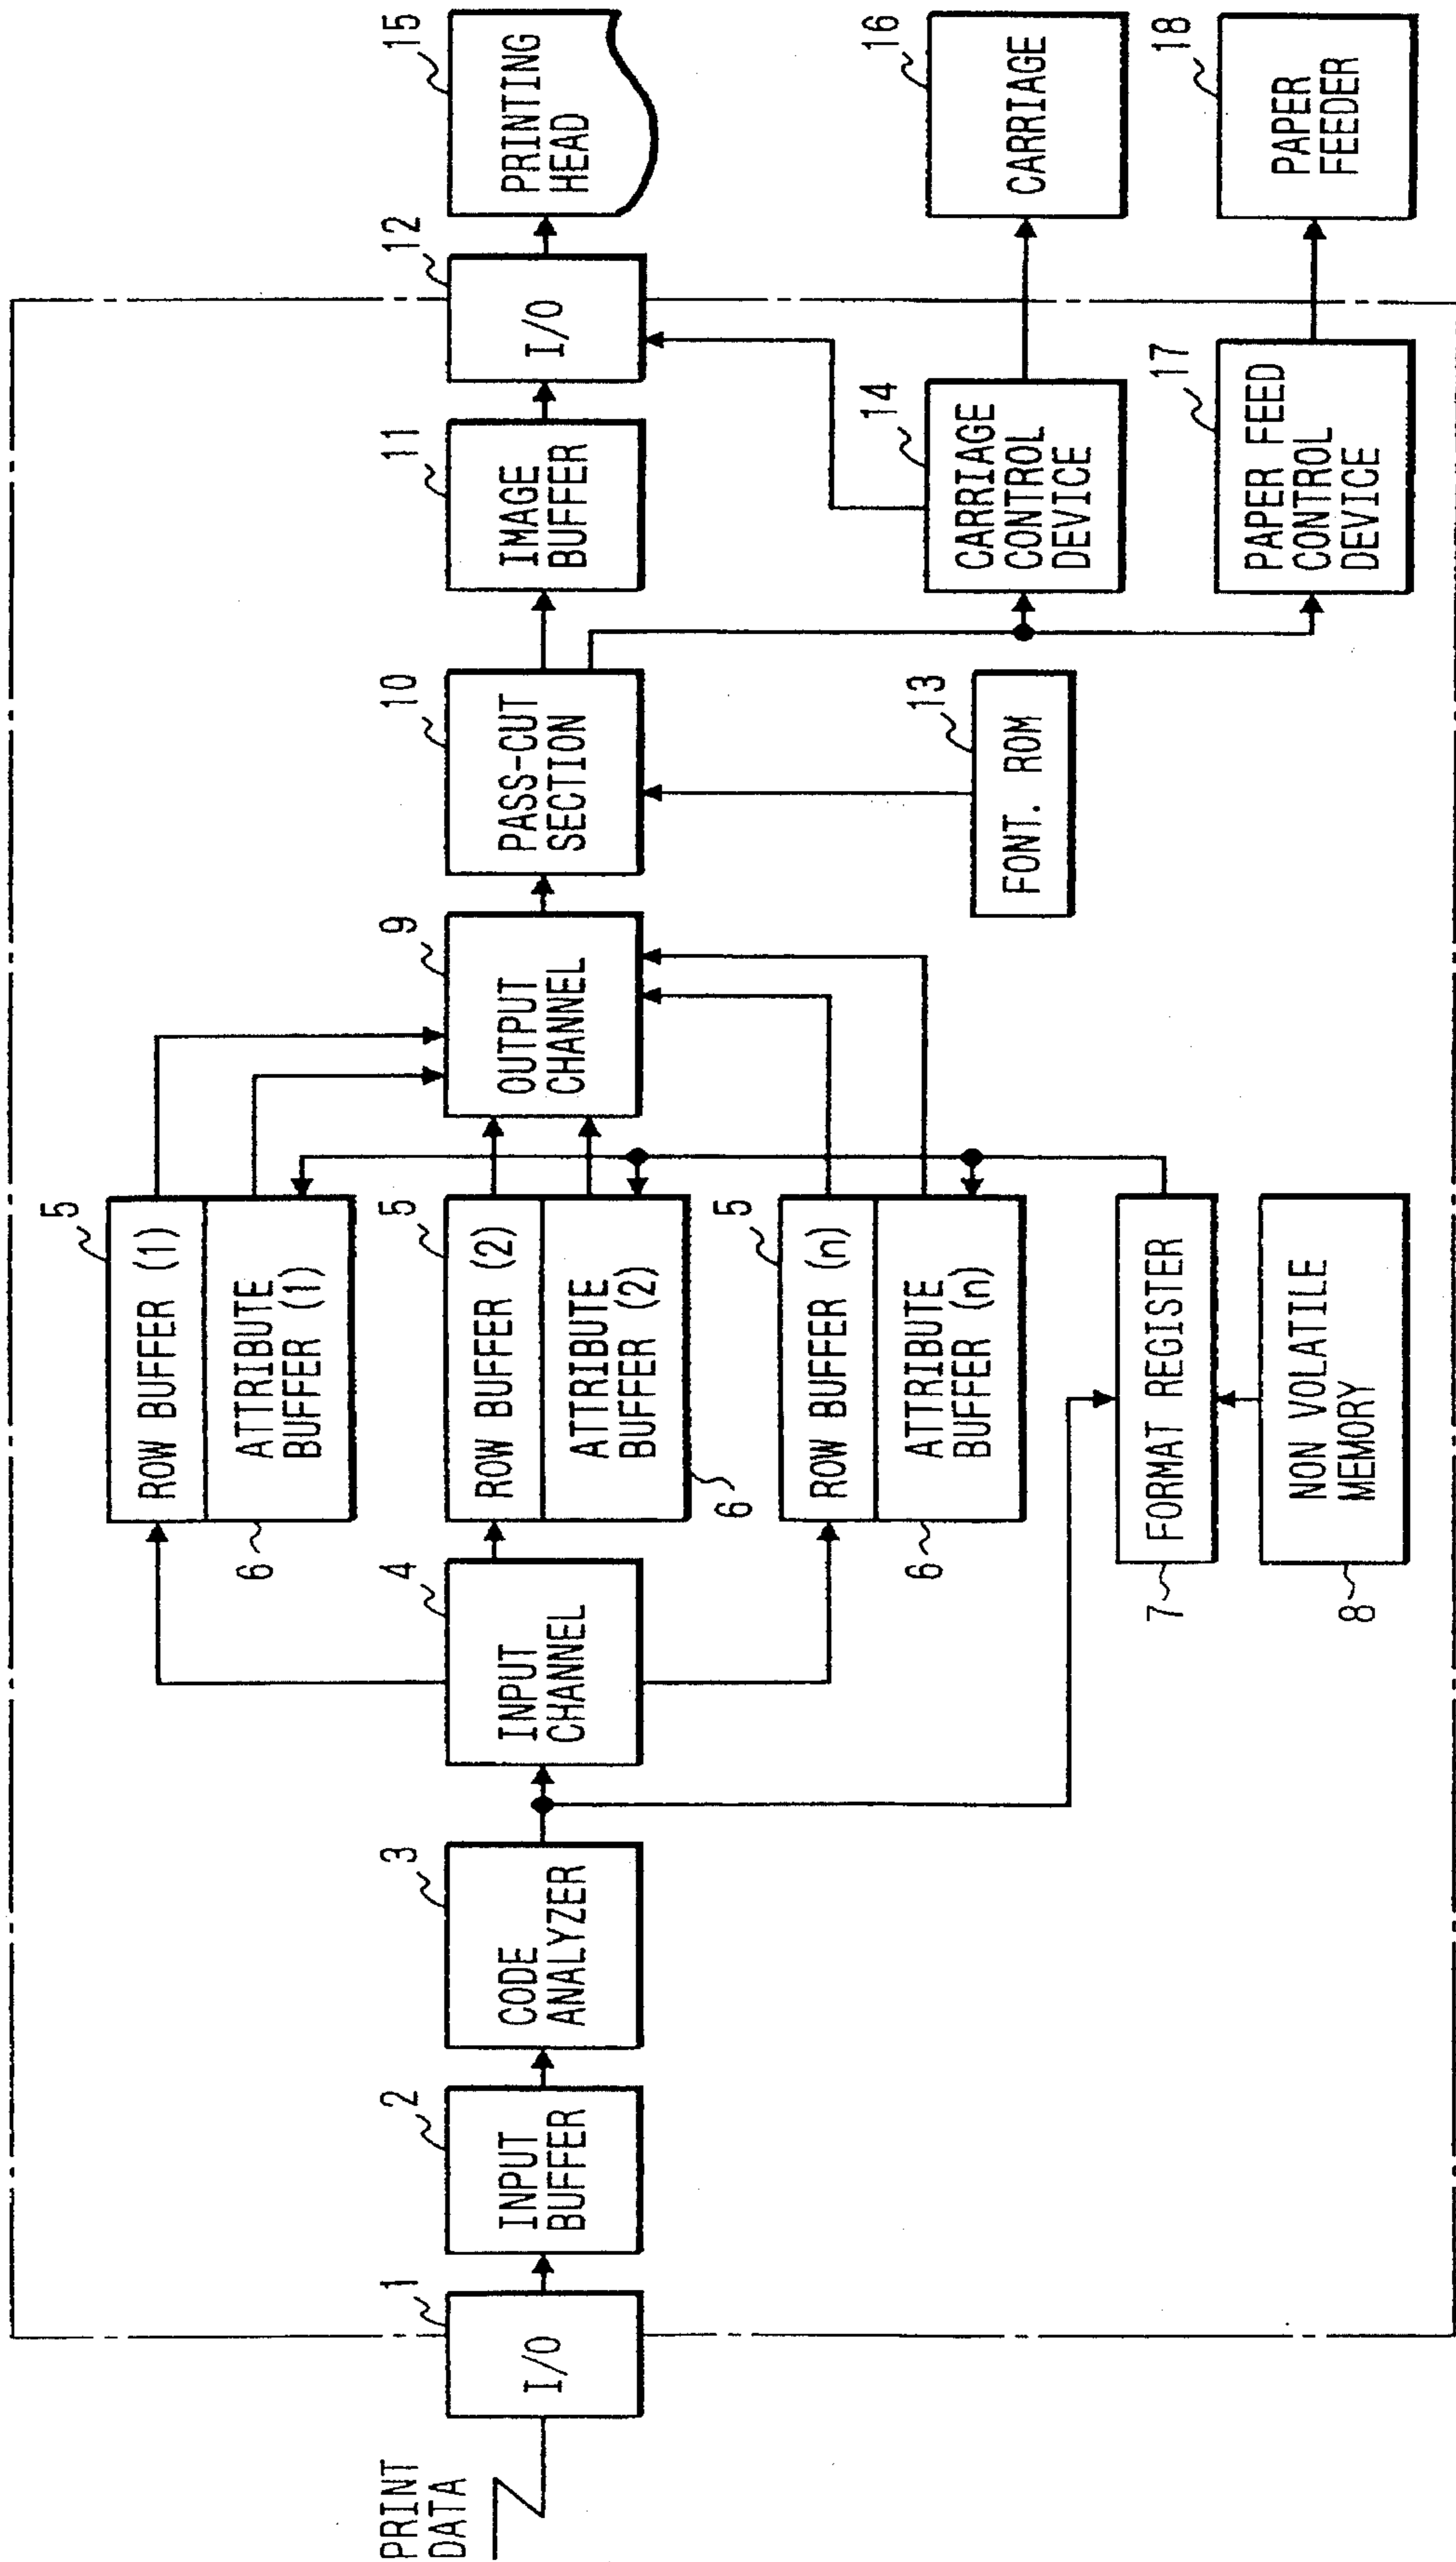 PRINT
DATA
1
I/O
2
INPUT
BUFFER
3
CODE
ANALYZER
4
INPUT
CHANNEL
5
ROW BUFFER (1)
ATTRIBUTE
BUFFER (1)
6
5
ROW BUFFER (2)
ATTRIBUTE
BUFFER (2)
6
5
ROW BUFFER (n)
ATTRIBUTE
BUFFER (n)
6
7
FORMAT REGISTER
8
NON VOLATILE
MEMORY
9
OUTPUT
CHANNEL
10
PASS-CUT
SECTION
13
FONT. ROM
11
IMAGE
BUFFER
12
I/O
14
CARRIAGE
CONTROL
DEVICE
17
PAPER FEED
CONTROL
DEVICE
15
PRINTING
HEAD
16
CARRIAGE
18
PAPER
FEEDER